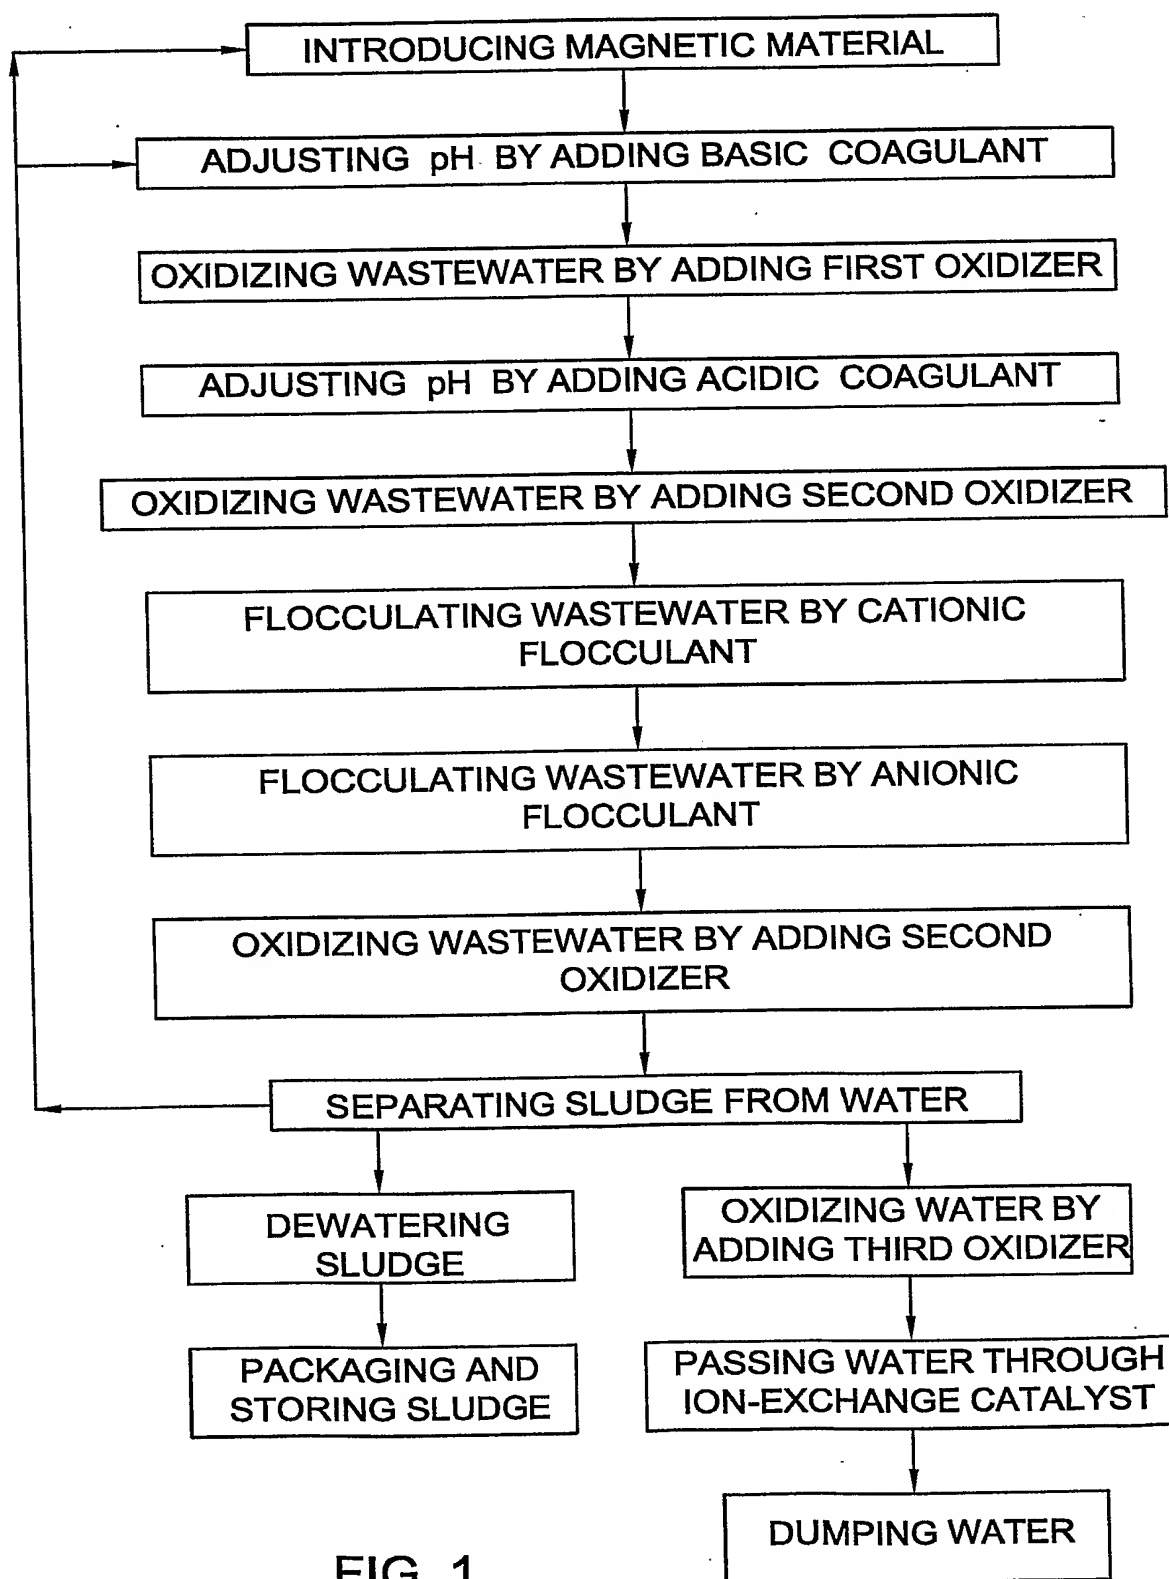 INTRODUCING MAGNETIC MATERIAL
ADJUSTING pH BY ADDING BASIC COAGULANT
OXIDIZING WASTEWATER BY ADDING FIRST OXIDIZER
ADJUSTING pH BY ADDING ACIDIC COAGULANT
OXIDIZING WASTEWATER BY ADDING SECOND OXIDIZER
FLOCCULATING WASTEWATER BY CATIONIC
FLOCCULANT
FLOCCULATING WASTEWATER BY ANIONIC
FLOCCULANT
OXIDIZING WASTEWATER BY ADDING SECOND
OXIDIZER
SEPARATING SLUDGE FROM WATER
DEWATERING
SLUDGE
OXIDIZING WATER BY
ADDING THIRD OXIDIZER
PACKAGING AND
STORING SLUDGE
PASSING WATER THROUGH
ION-EXCHANGE CATALYST
DUMPING WATER
FIG. 1